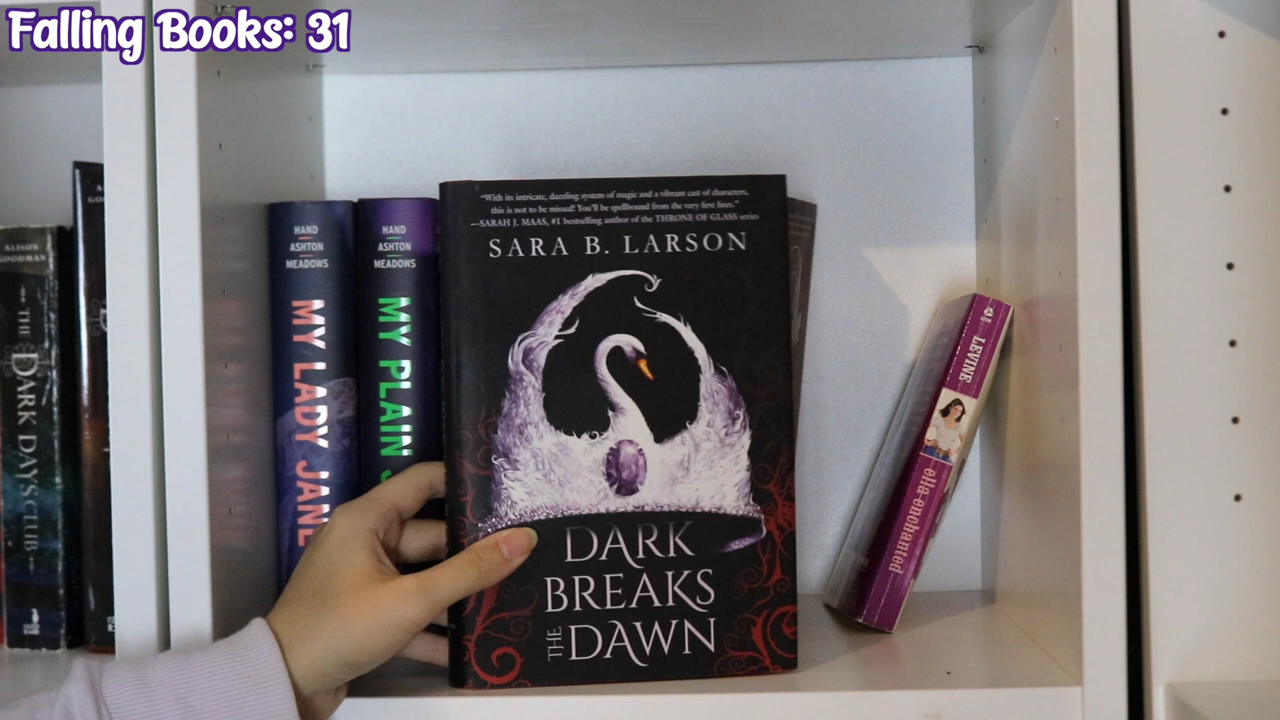 Falling Books: 31
"With its intricate, dazzling system of magic and a vibrant cast of characters,
this is not to be missed! You'll be spellbound from the very first lines."
—SARAH J. MAAS, #1 bestselling author of the THRONE OF GLASS series
SARA B. LARSON
DARK
BREAKS
THE DAWN
HAND
ASHTON
MEADOWS
MY LADY JANE
HAND
ASHTON
MEADOWS
MY PLAIN J
ALISON
GOODMAN
THE DARK DAYS CLUB
LEVINE
ella enchanted